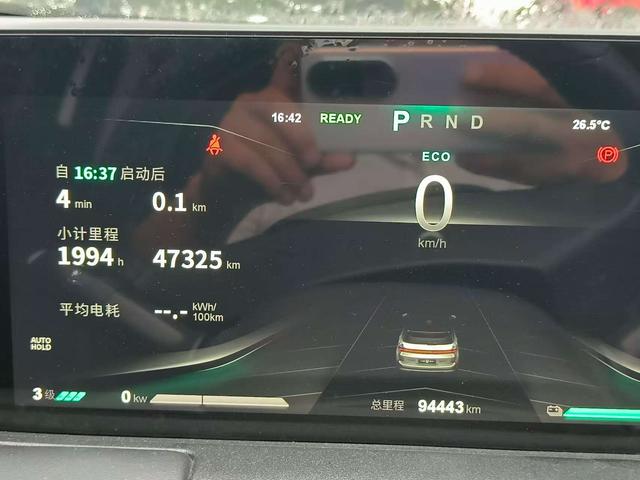 16:42 READY P R N D 26.5°C
ECO
自 16:37 启动后
4 min 0.1 km
0
km/h
小计里程
1994 h 47325 km
平均电耗 --.- kWh/100km
AUTO HOLD
3级 0 kw 总里程 94443 km